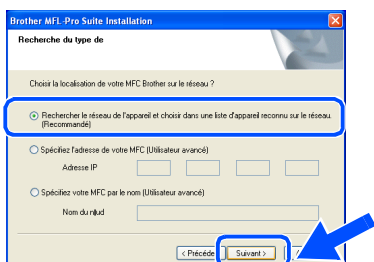 Brother MFL-Pro Suite Installation
Recherche du type de
Choisir la localisation de votre MFC Brother sur le réseau ?
Rechercher le réseau de l'appareil et choisir dans une liste d'appareil reconnu sur le réseau.
(Recommandé)
Spécifiez l'adresse de votre MFC (Utilisateur avancé)
Adresse IP
Spécifiez votre MFC par le nom (Utilisateur avancé)
Nom du njud
< Précéde
Suivant >